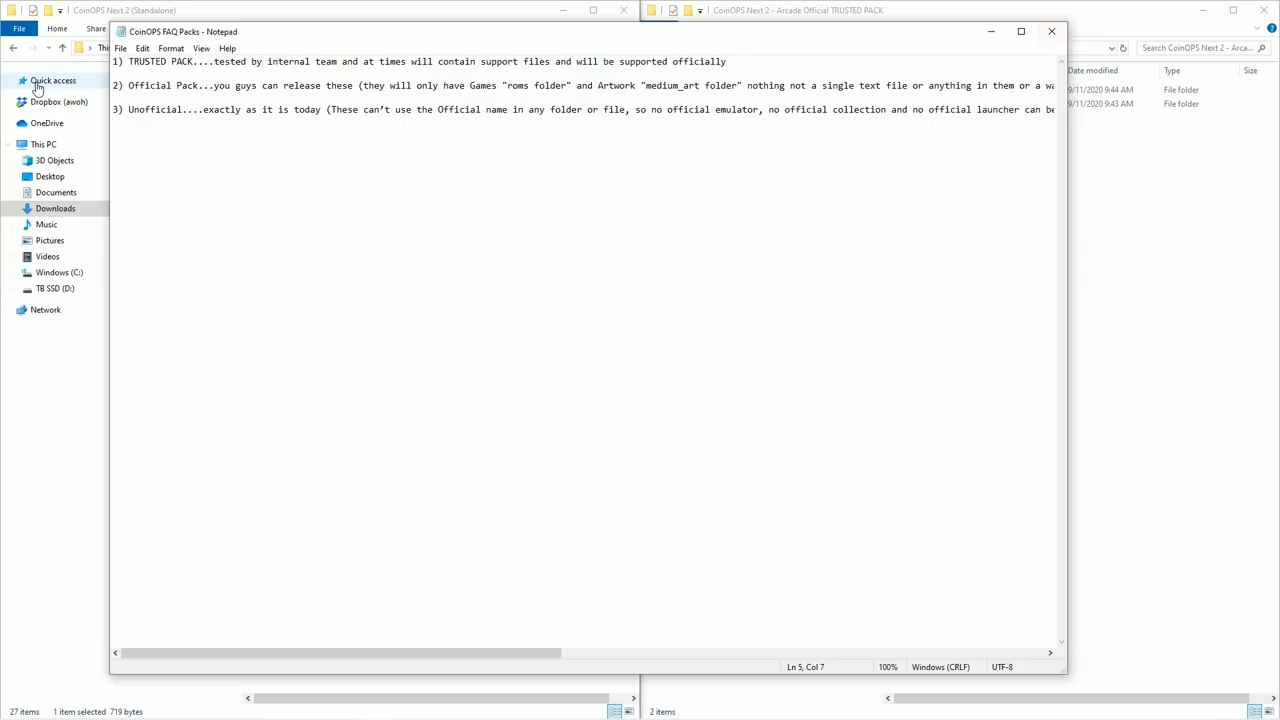 CoinOPS Next 2 (Standalone)
CoinOPS Next 2 - Arcade Official TRUSTED PACK
File
Home
Share
This
Search CoinOPS Next 2 - Arca...
CoinOPS FAQ Packs - Notepad
File Edit Format View Help
1) TRUSTED PACK....tested by internal team and at times will contain support files and will be supported officially
2) Official Pack...you guys can release these (they will only have Games "roms folder" and Artwork "medium_art folder" nothing not a single text file or anything in them or a wa
3) Unofficial....exactly as it is today (These can’t use the Official name in any folder or file, so no official emulator, no official collection and no official launcher can be
Ln 5, Col 7
100%
Windows (CRLF)
UTF-8
Quick access
Dropbox (awoh)
OneDrive
This PC
3D Objects
Desktop
Documents
Downloads
Music
Pictures
Videos
Windows (C:)
TB SSD (D:)
Network
Date modified
Type
Size
9/11/2020 9:44 AM
File folder
9/11/2020 9:43 AM
File folder
27 items
1 item selected 719 bytes
2 items